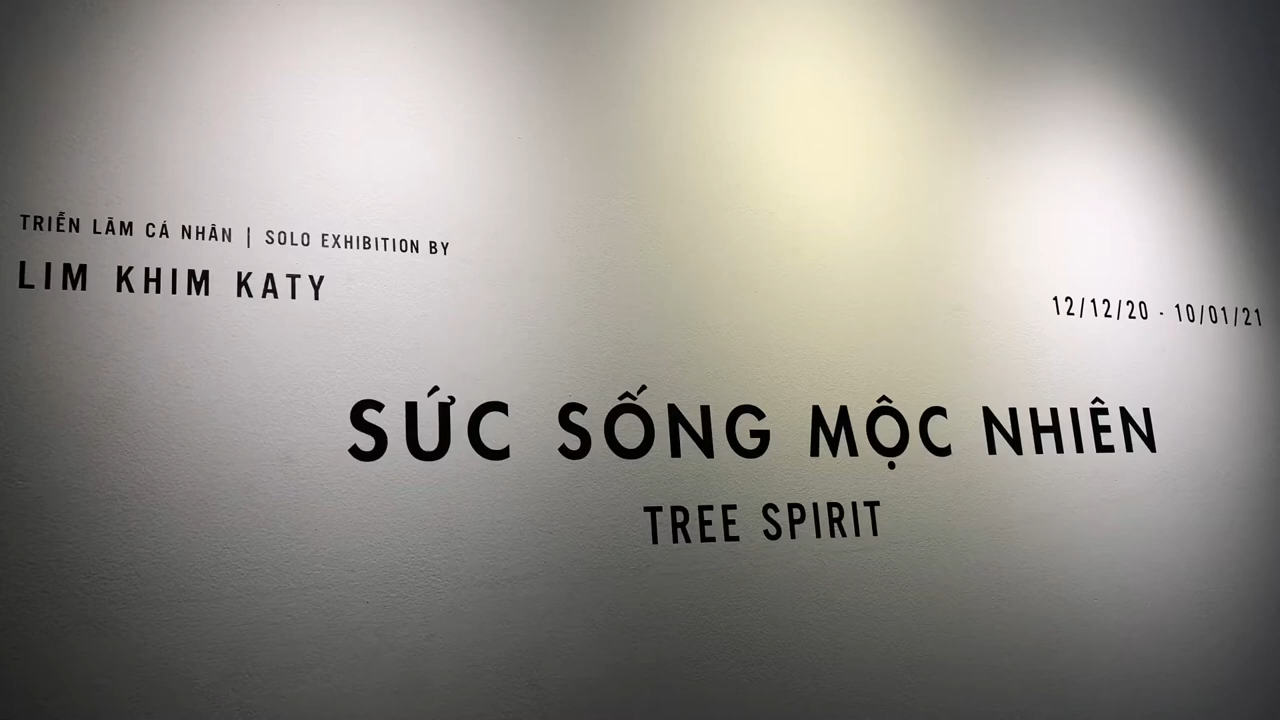 TRIỄN LÃM CÁ NHÂN | SOLO EXHIBITION BY
LIM KHIM KATY
12/12/20 - 10/01/21
SỨC SỐNG MỘC NHIÊN
TREE SPIRIT